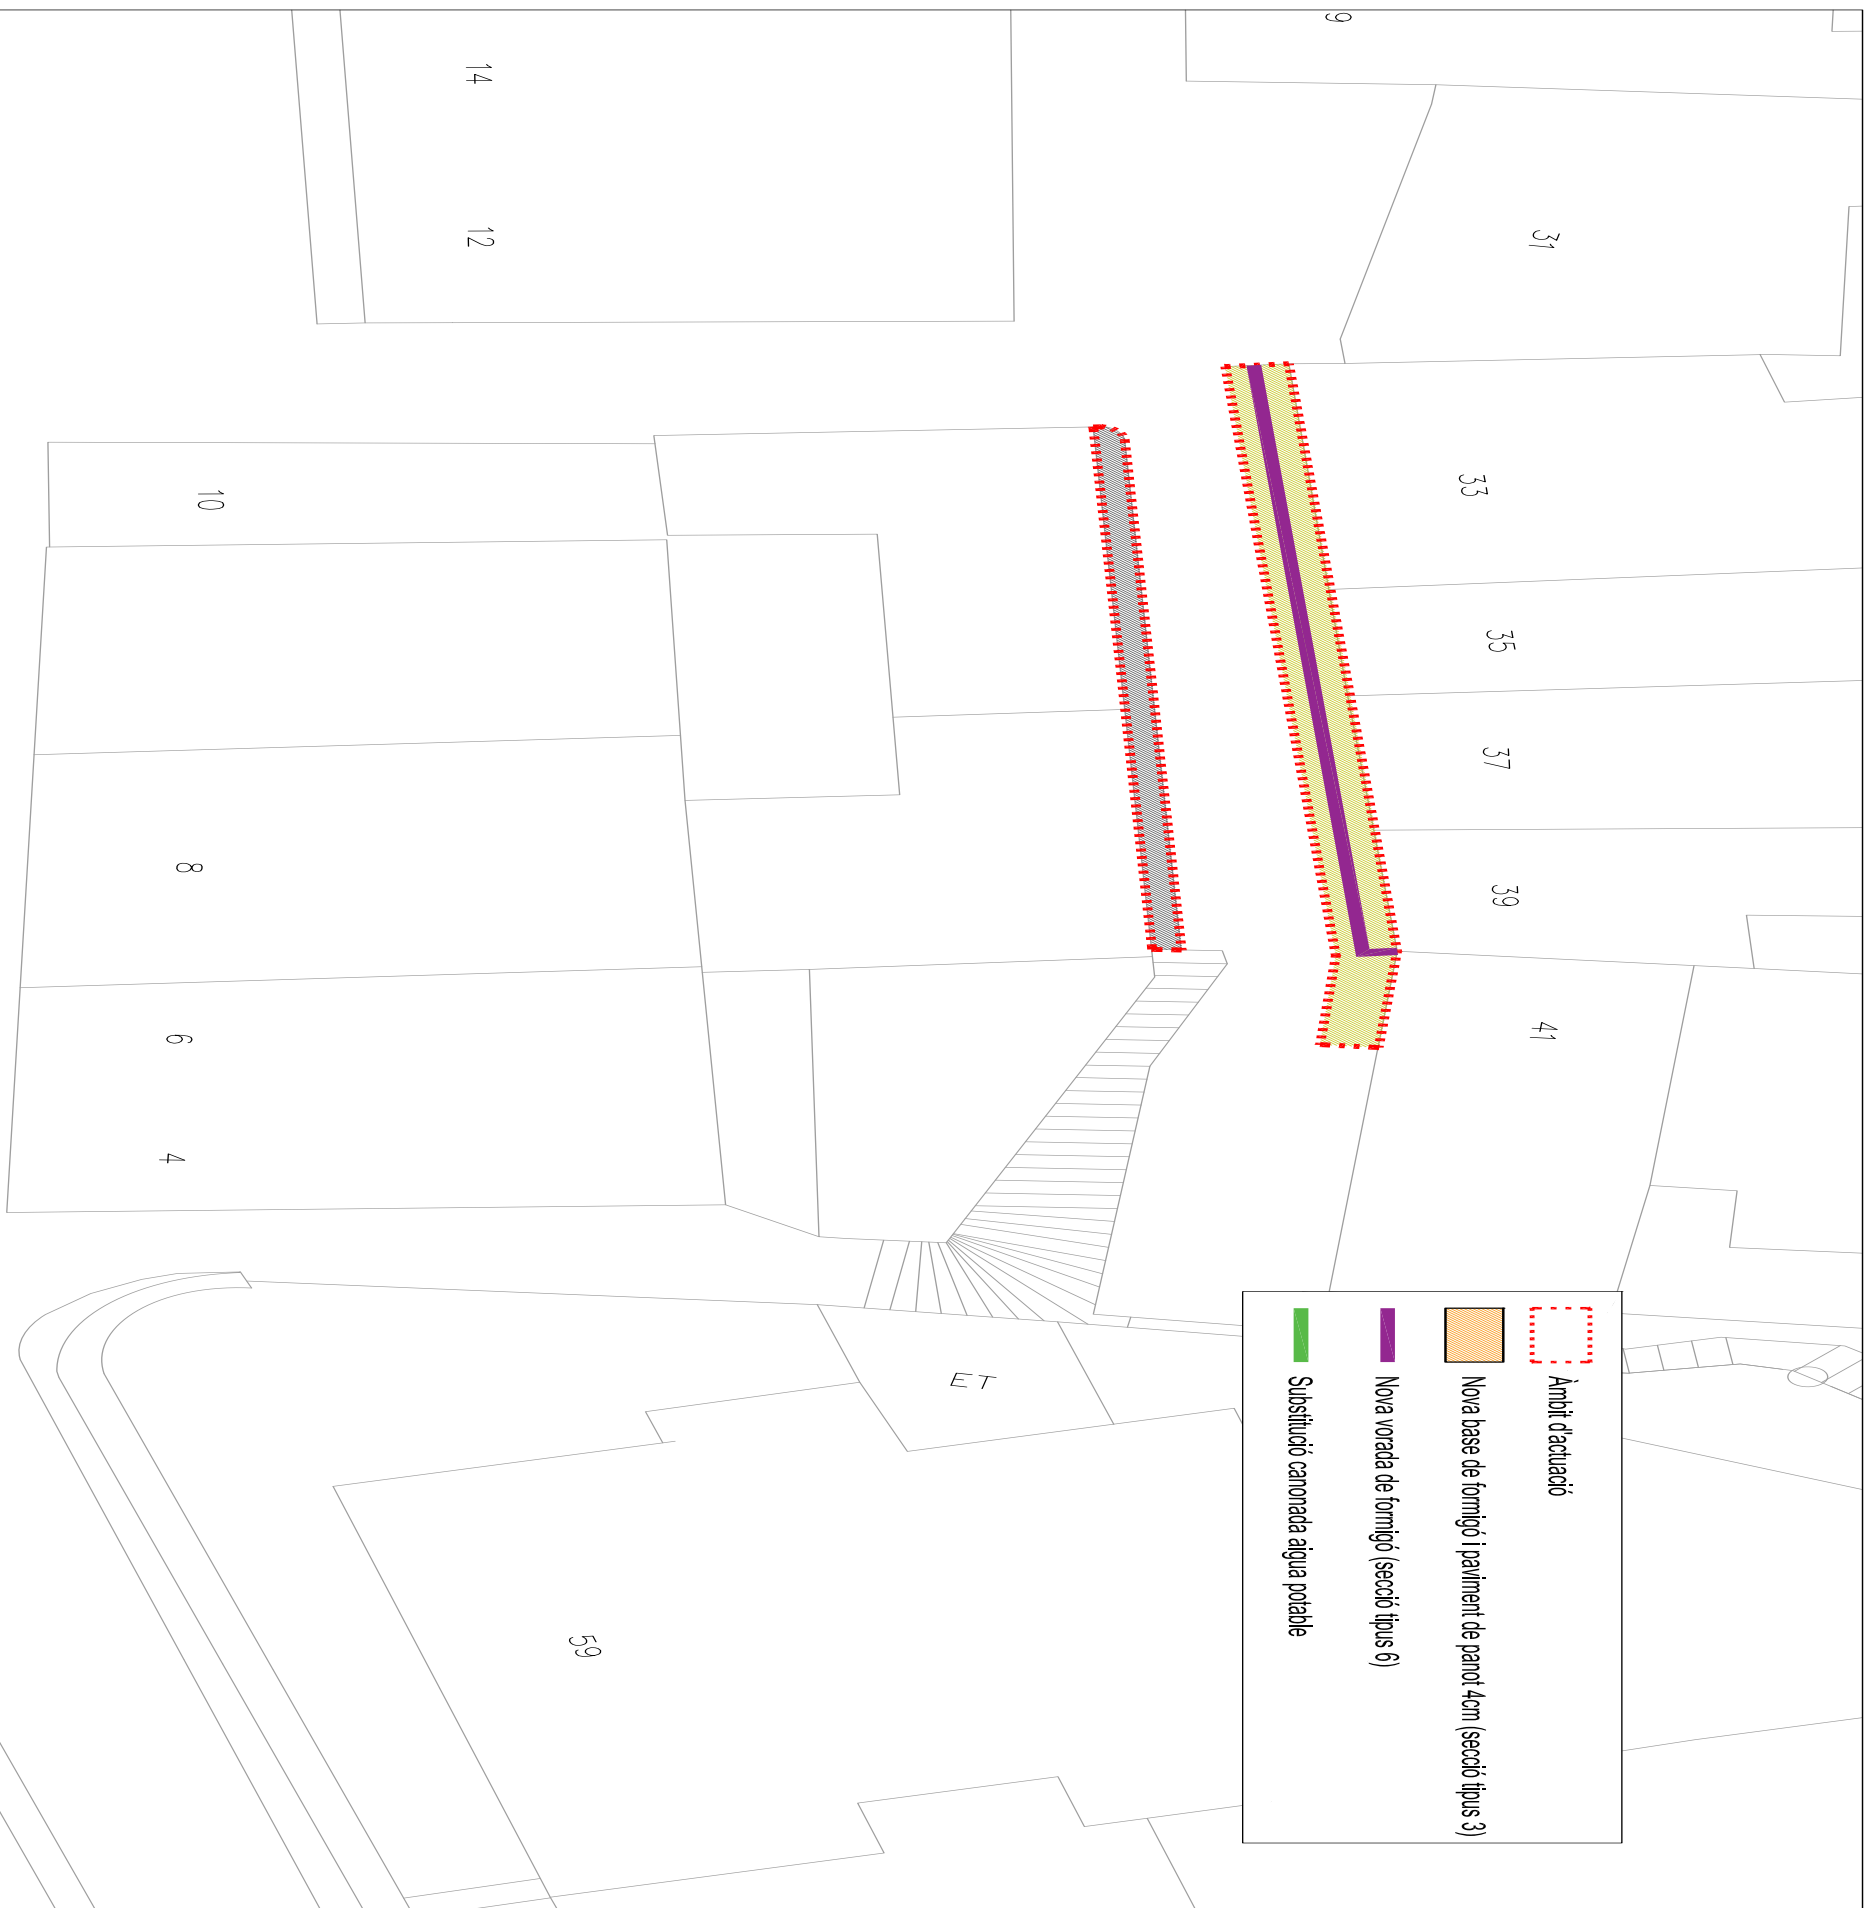 9
31
33
35
37
39
41
14
12
10
8
6
4
ET
59
Àmbit d'actuació
Nova base de formigó i paviment de panot 4cm (secció tipus 3)
Nova vorada de formigó (secció tipus 6)
Substitució canonada aigua potable